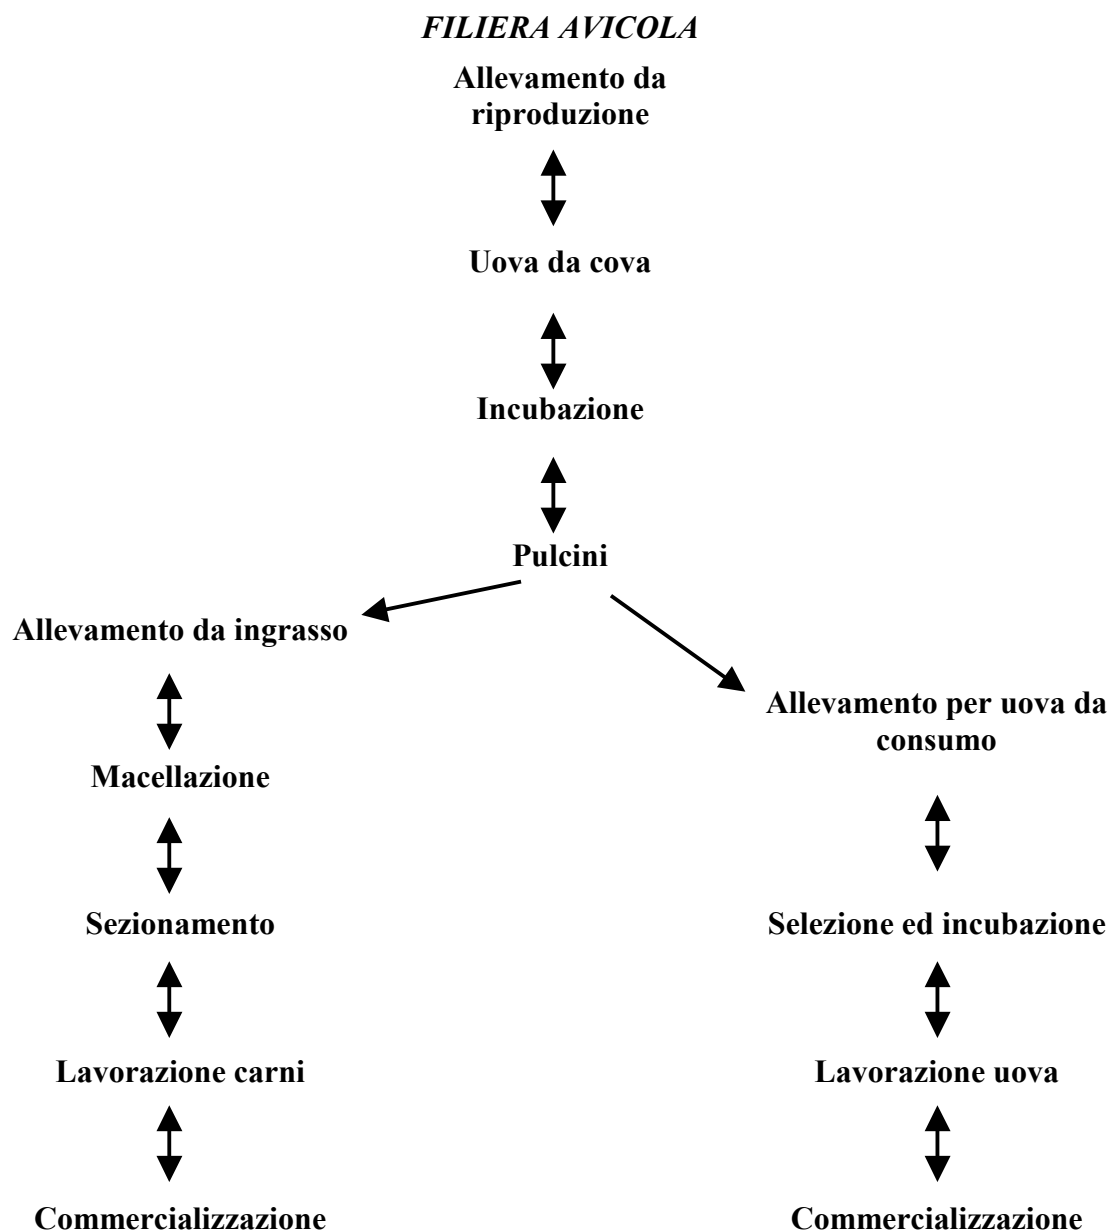 FILIERA AVICOLA
Allevamento da
riproduzione
Uova da cova
Incubazione
Pulcini
Allevamento da ingrasso
Allevamento per uova da
consumo
Macellazione
Sezionamento
Selezione ed incubazione
Lavorazione carni
Lavorazione uova
Commercializzazione
Commercializzazione